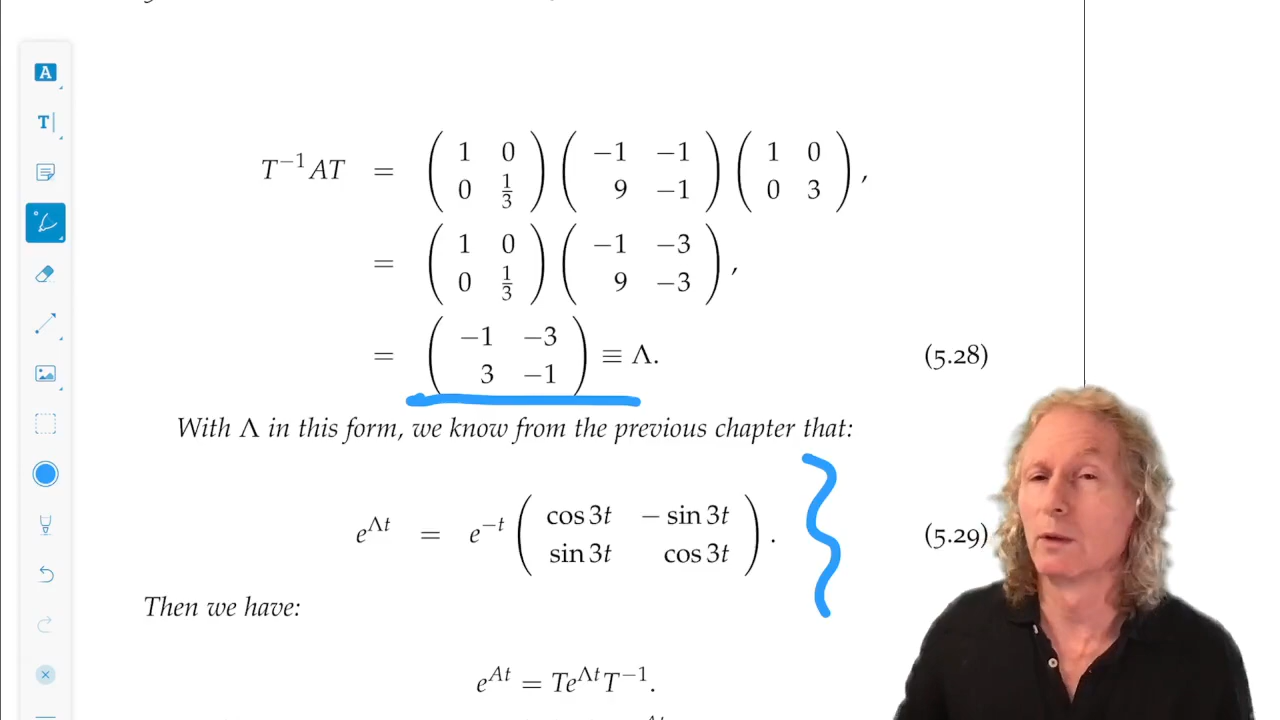 T⁻¹AT = ( 1 0 ; 0 1/3 ) ( −1 −1 ; 9 −1 ) ( 1 0 ; 0 3 ) ,
= ( 1 0 ; 0 1/3 ) ( −1 −3 ; 9 −3 ) ,
= ( −1 −3 ; 3 −1 ) ≡ Λ. (5.28)
With Λ in this form, we know from the previous chapter that:
e^{Λt} = e^{−t} ( cos 3t − sin 3t ; sin 3t cos 3t ) . (5.29)
Then we have:
e^{At} = Te^{Λt}T⁻¹.